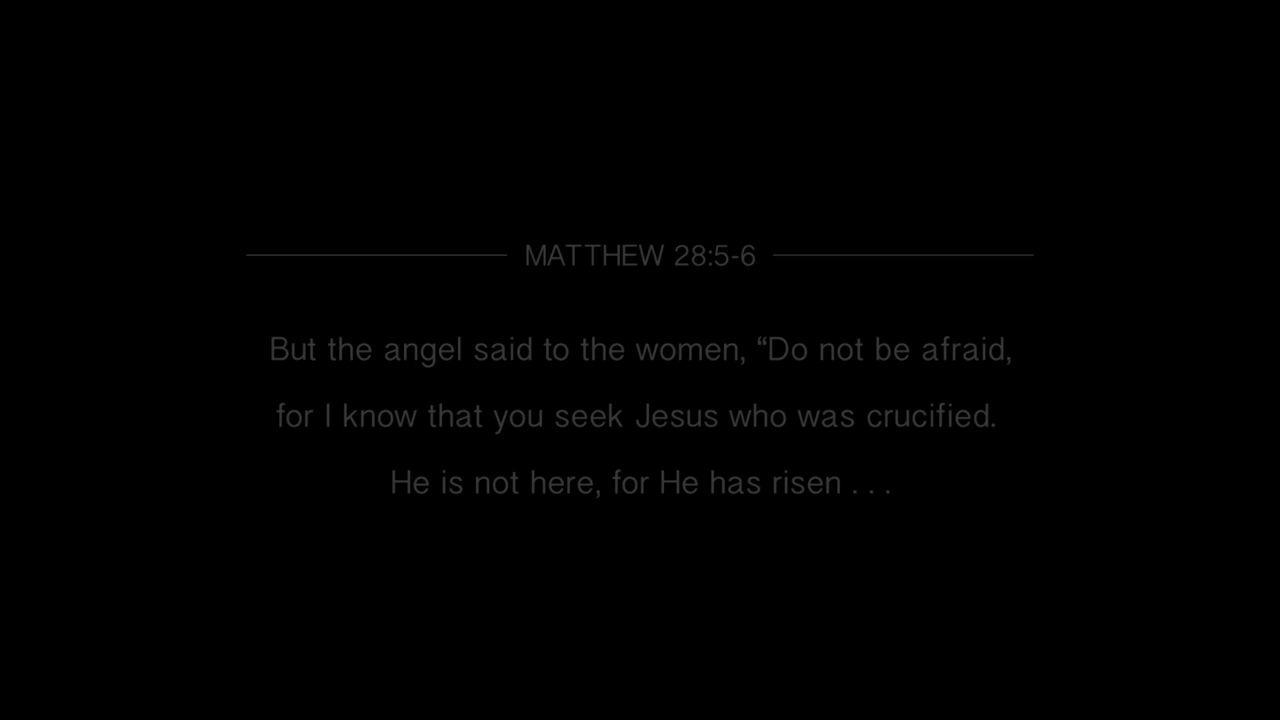 MATTHEW 28:5-6
But the angel said to the women, “Do not be afraid,
for I know that you seek Jesus who was crucified.
He is not here, for He has risen . . .